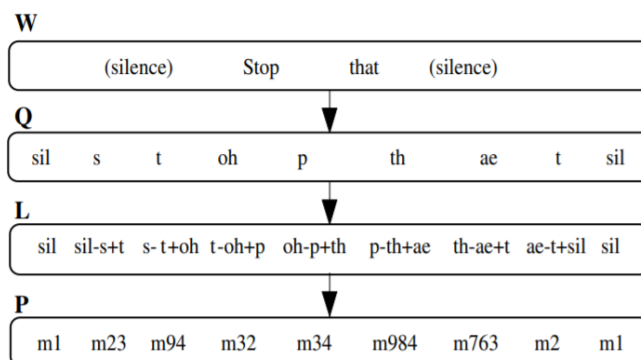 W
(silence) Stop that (silence)
Q
sil s t oh p th ae t sil
L
sil sil-s+t s-t+oh t-oh+p oh-p+th p-th+ae th-ae+t ae-t+sil sil
P
m1 m23 m94 m32 m34 m984 m763 m2 m1